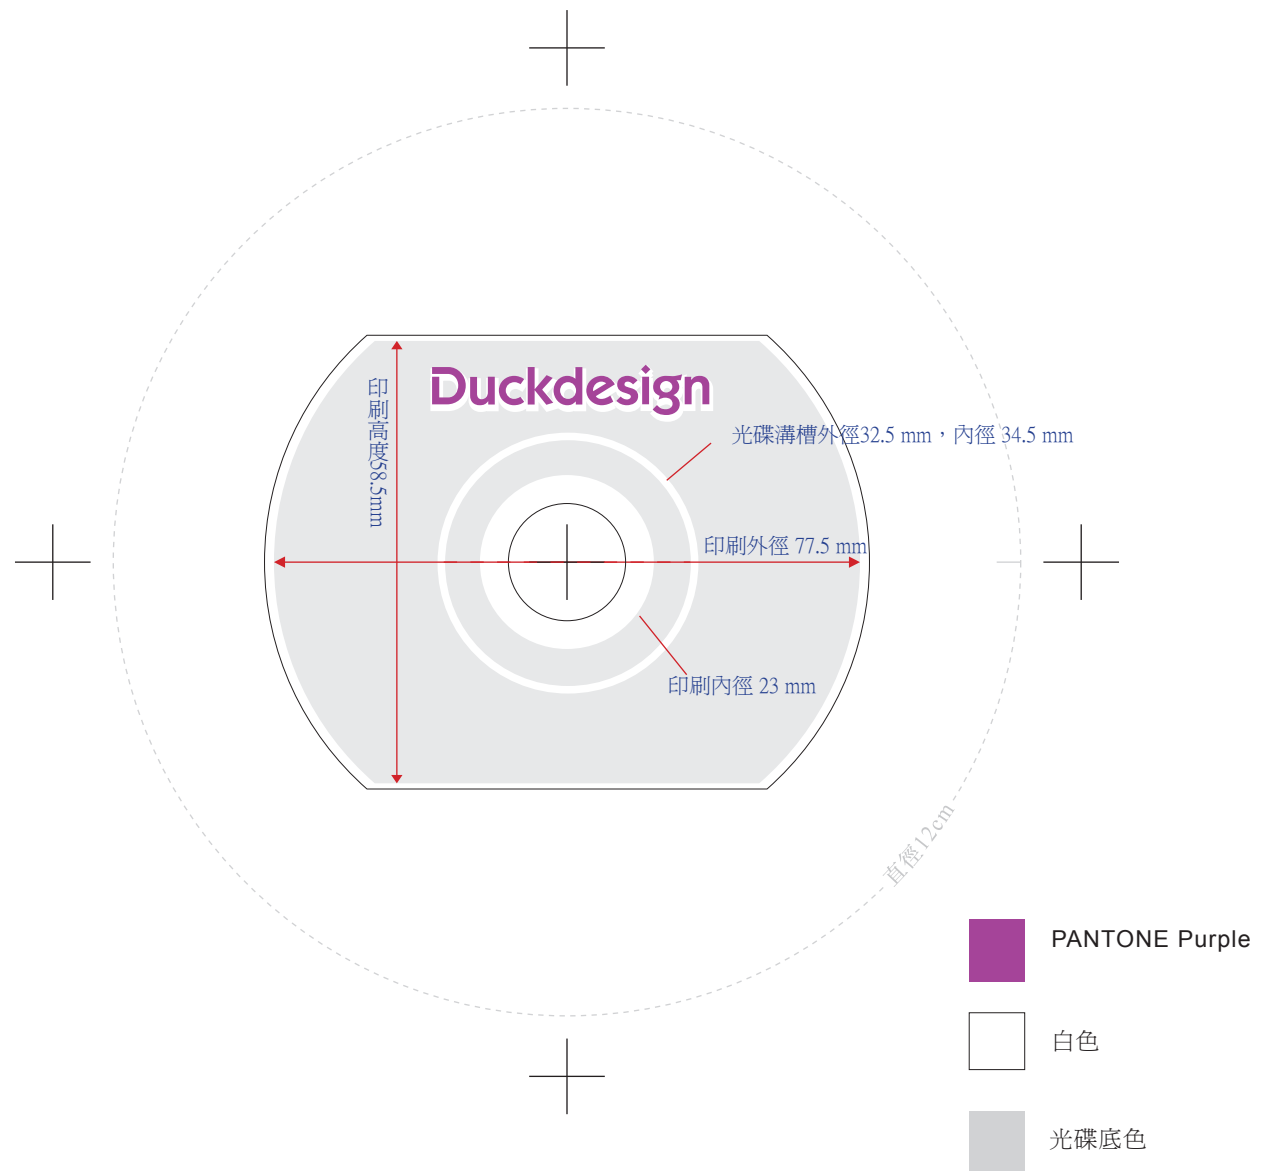 Duckdesign
印刷高度58.5mm
光碟溝槽外徑32.5 mm，內徑 34.5 mm
印刷外徑 77.5 mm
印刷內徑 23 mm
直徑12cm
PANTONE Purple
白色
光碟底色